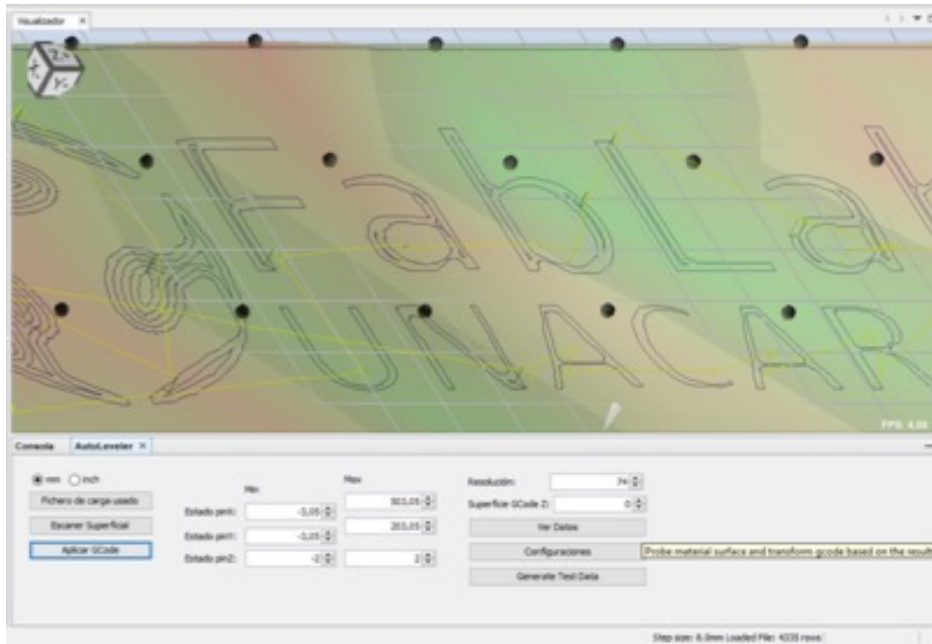 Visualizador
FabLab
UNACAR
FPS: 4,08
Consola AutoLeveler
mm inch
Fichero de carga usado
Escaner Superficial
Aplicar GCode
Min Max
Estado pinX: -3,05 503,05
Estado pinY: -3,05 203,05
Estado pinZ: -2 2
Resolución: 74
Superficie GCode Z: 0
Ver Datos
Configuraciones
Generate Test Data
Probe material surface and transform gcode based on the result
Step size: 8.0mm Loaded File: 4335 rows